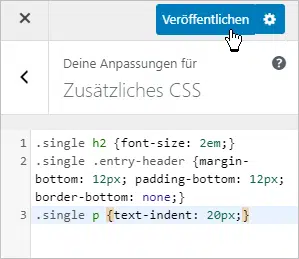 Veröffentlichen
Deine Anpassungen für
Zusätzliches CSS
1 .single h2 {font-size: 2em;}
2 .single .entry-header {margin-
bottom: 12px; padding-bottom: 12px;
border-bottom: none;}
3 .single p {text-indent: 20px;}